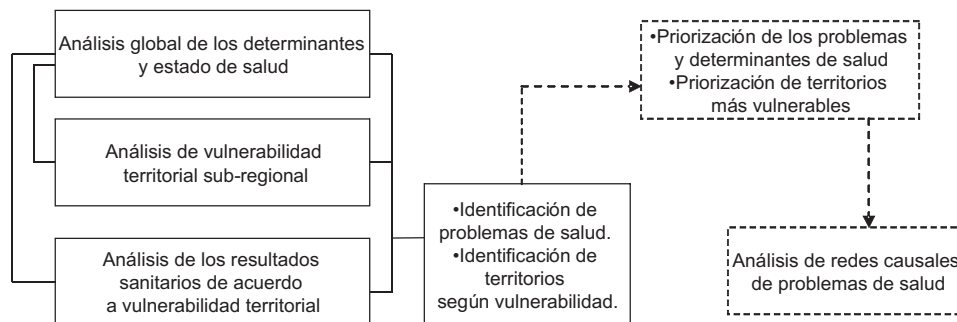 Análisis global de los determinantes
y estado de salud
Análisis de vulnerabilidad
territorial sub-regional
Análisis de los resultados
sanitarios de acuerdo
a vulnerabilidad territorial
•Identificación de
problemas de salud.
•Identificación de
territorios
según vulnerabilidad.
•Priorización de los problemas
y determinantes de salud
•Priorización de territorios
más vulnerables
Análisis de redes causales
de problemas de salud